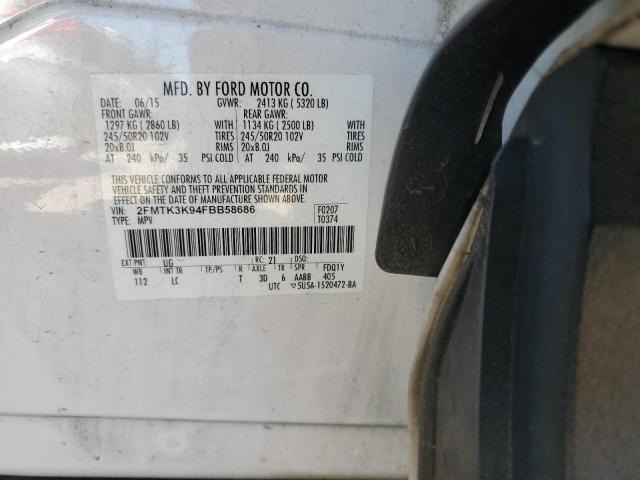 MFD. BY FORD MOTOR CO.
DATE: 06/15 GVWR: 2413 KG ( 5320 LB)
FRONT GAWR: REAR GAWR:
1297 KG ( 2860 LB) WITH 1134 KG ( 2500 LB) WITH
245/50R20 102V TIRES 245/50R20 102V TIRES
20x8.0J RIMS 20x8.0J RIMS
AT 240 kPa/ 35 PSI COLD AT 240 kPa/ 35 PSI COLD
THIS VEHICLE CONFORMS TO ALL APPLICABLE FEDERAL MOTOR
VEHICLE SAFETY AND THEFT PREVENTION STANDARDS IN
EFFECT ON THE DATE OF MANUFACTURE SHOWN ABOVE.
VIN: 2FMTK3K94FBB58686 F0207
TYPE: MPV T0374
EXT PNT: UG RC: 21 DSO:
WB INT TR TP/PS R AXLE TR SPR FDQ1Y
112 LC T 3D 6 AABB 405
UTC ▽5U5A-1520472-BA